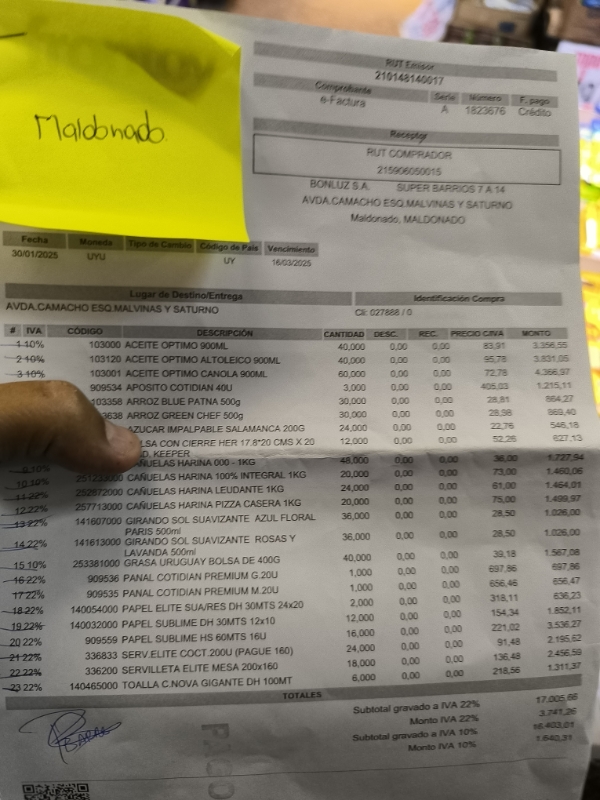 Maldonado
RUT Emisor
210148140017
Comprobante Serie Número F. pago
e-Factura A 1823676 Crédito
Receptor
RUT COMPRADOR
215906050015
BONLUZ S.A. SUPER BARRIOS 7 A 14
AVDA.CAMACHO ESQ.MALVINAS Y SATURNO
Maldonado, MALDONADO
Fecha Moneda Tipo de Cambio Código de País Vencimiento
30/01/2025 UYU UY 16/03/2025
Lugar de Destino/Entrega Identificación Compra
AVDA.CAMACHO ESQ.MALVINAS Y SATURNO Cli: 027888 / 0
# IVA CÓDIGO DESCRIPCIÓN CANTIDAD DESC. REC. PRECIO C/IVA MONTO
1 10% 103000 ACEITE OPTIMO 900ML 40,000 0,00 0,00 83,91 3.356,55
2 10% 103120 ACEITE OPTIMO ALTOLEICO 900ML 40,000 0,00 0,00 95,78 3.831,05
3 10% 103001 ACEITE OPTIMO CANOLA 900ML 60,000 0,00 0,00 72,78 4.366,97
909534 APOSITO COTIDIAN 40U 3,000 0,00 0,00 405,03 1.215,11
103358 ARROZ BLUE PATNA 500g 30,000 0,00 0,00 28,81 864,27
3638 ARROZ GREEN CHEF 500g 30,000 0,00 0,00 28,98 869,40
AZUCAR IMPALPABLE SALAMANCA 200G 24,000 0,00 0,00 22,76 546,18
LSA CON CIERRE HER 17.8*20 CMS X 20 12,000 0,00 0,00 52,26 627,13
D. KEEPER
CAÑUELAS HARINA 000 - 1KG 48,000 0,00 0,00 36,00 1.727,94
10 10% 251233000 CAÑUELAS HARINA 100% INTEGRAL 1KG 20,000 0,00 0,00 73,00 1.460,06
11 22% 252672000 CAÑUELAS HARINA LEUDANTE 1KG 24,000 0,00 0,00 61,00 1.464,01
12 22% 257713000 CAÑUELAS HARINA PIZZA CASERA 1KG 20,000 0,00 0,00 75,00 1.499,97
13 22% 141607000 GIRANDO SOL SUAVIZANTE AZUL FLORAL 36,000 0,00 0,00 28,50 1.026,00
PARIS 500ml
14 22% 141613000 GIRANDO SOL SUAVIZANTE ROSAS Y 36,000 0,00 0,00 28,50 1.026,00
LAVANDA 500ml
15 10% 253381000 GRASA URUGUAY BOLSA DE 400G 40,000 0,00 0,00 39,18 1.567,08
16 22% 909536 PANAL COTIDIAN PREMIUM G.20U 1,000 0,00 0,00 697,86 697,86
17 22% 909535 PANAL COTIDIAN PREMIUM M.20U 1,000 0,00 0,00 656,46 656,47
18 22% 140054000 PAPEL ELITE SUA/RES DH 30MTS 24x20 2,000 0,00 0,00 318,11 636,23
19 22% 140032000 PAPEL SUBLIME DH 30MTS 12x10 12,000 0,00 0,00 154,34 1.852,11
20 22% 909559 PAPEL SUBLIME HS 60MTS 16U 16,000 0,00 0,00 221,02 3.536,27
21 22% 336833 SERV.ELITE COCT 200U (PAGUE 160) 24,000 0,00 0,00 91,48 2.195,62
22 22% 336200 SERVILLETA ELITE MESA 200x160 18,000 0,00 0,00 136,48 2.456,59
23 22% 140465000 TOALLA C.NOVA GIGANTE DH 100MT 6,000 0,00 0,00 218,56 1.311,37
TOTALES
Subtotal gravado a IVA 22% 17.005,66
Monto IVA 22% 3.741,26
Subtotal gravado a IVA 10% 16.403,01
Monto IVA 10% 1.640,31